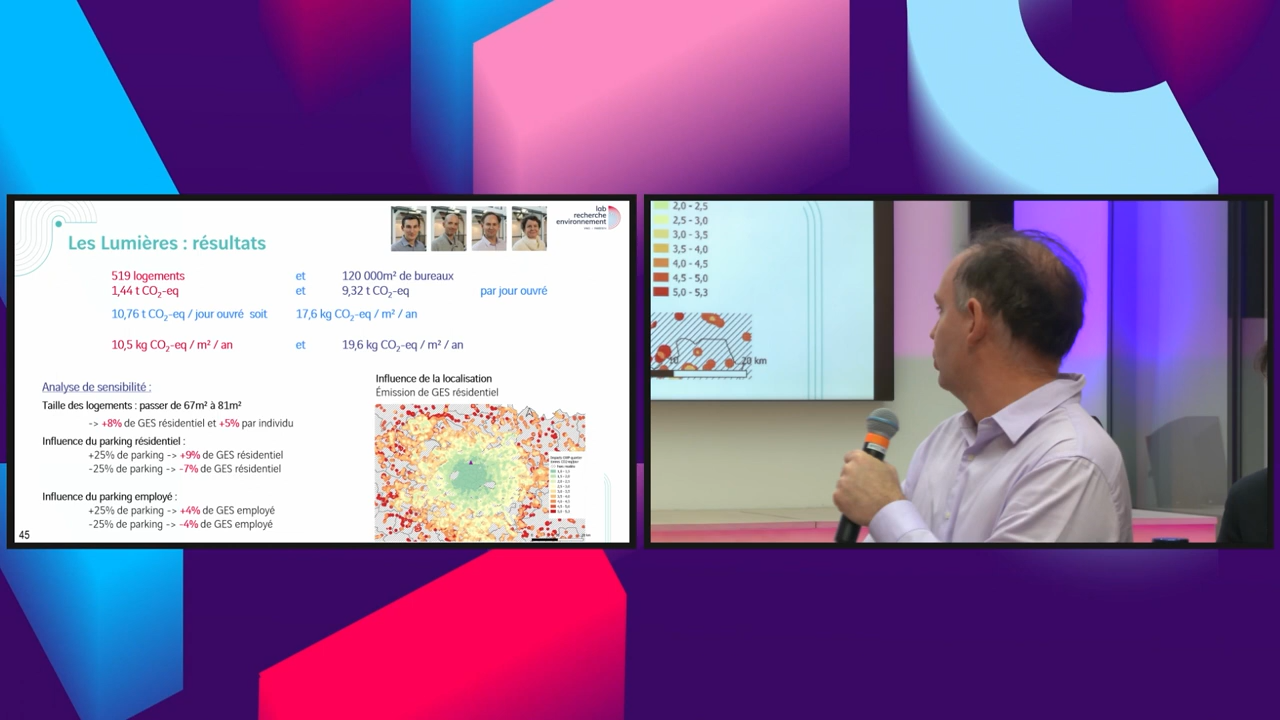 Les Lumières : résultats
lab
recherche
environnement
519 logements et 120 000m² de bureaux
1,44 t CO₂-eq et 9,32 t CO₂-eq par jour ouvré
10,76 t CO₂-eq / jour ouvré soit 17,6 kg CO₂-eq / m² / an
10,5 kg CO₂-eq / m² / an et 19,6 kg CO₂-eq / m² / an
Analyse de sensibilité :
Taille des logements : passer de 67m² à 81m²
-> +8% de GES résidentiel et +5% par individu
Influence du parking résidentiel :
+25% de parking -> +9% de GES résidentiel
-25% de parking -> -7% de GES résidentiel
Influence du parking employé :
+25% de parking -> +4% de GES employé
-25% de parking -> -4% de GES employé
45
Influence de la localisation
Émission de GES résidentiel
2,0 - 2,5
2,5 - 3,0
3,0 - 3,5
3,5 - 4,0
4,0 - 4,5
4,5 - 5,0
5,0 - 5,3
10 20 km